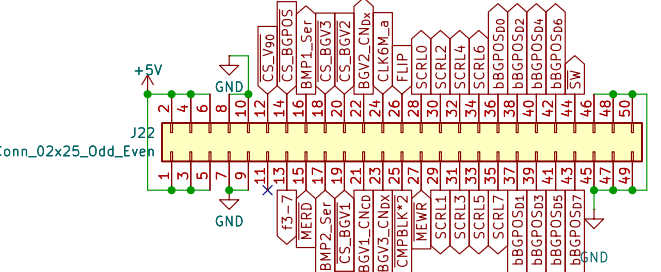 +5V
GND
CS_V90
CS_BGPOS
BMP1_Ser
CS_BGV3
CS_BGV2
BGV2_CNDx
CLK6M_a
FLIP
SCRL0
SCRL2
SCRL4
SCRL6
bBGPOSD0
bBGPOSD2
bBGPOSD4
bBGPOSD6
SW
2 4 6 8 10 12 14 16 18 20 22 24 26 28 30 32 34 36 38 40 42 44 46 48 50
J22
Conn_02x25_Odd_Even
1 3 5 7 9 11 13 15 17 19 21 23 25 27 29 31 33 35 37 39 41 43 45 47 49
GND
f3-7
MERD
BMP2_Ser
CS_BGV1
BGV1_CNCD
BGV3_CNDX
CMPBLK*2
MEWR
SCRL1
SCRL3
SCRL5
SCRL7
bBGPOSD1
bBGPOSD3
bBGPOSD5
bBGPOSD7
GND